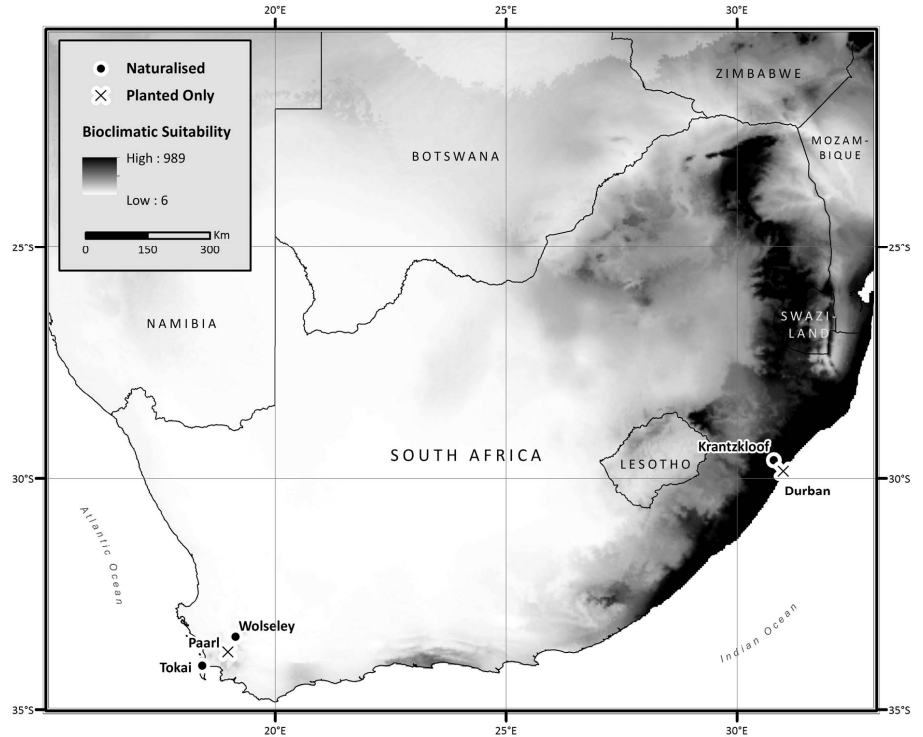 20°E 25°E 30°E
Naturalised
Planted Only
Bioclimatic Suitability
High : 989
Low : 6
Km
0 150 300
ZIMBABWE
MOZAM-
BIQUE
BOTSWANA
25°S 25°S
NAMIBIA
SWAZI-
LAND
Krantzkloof
SOUTH AFRICA
LESOTHO
30°S 30°S
Durban
Atlantic Ocean
Wolseley
Paarl
Tokai
Indian Ocean
35°S 35°S
20°E 25°E 30°E